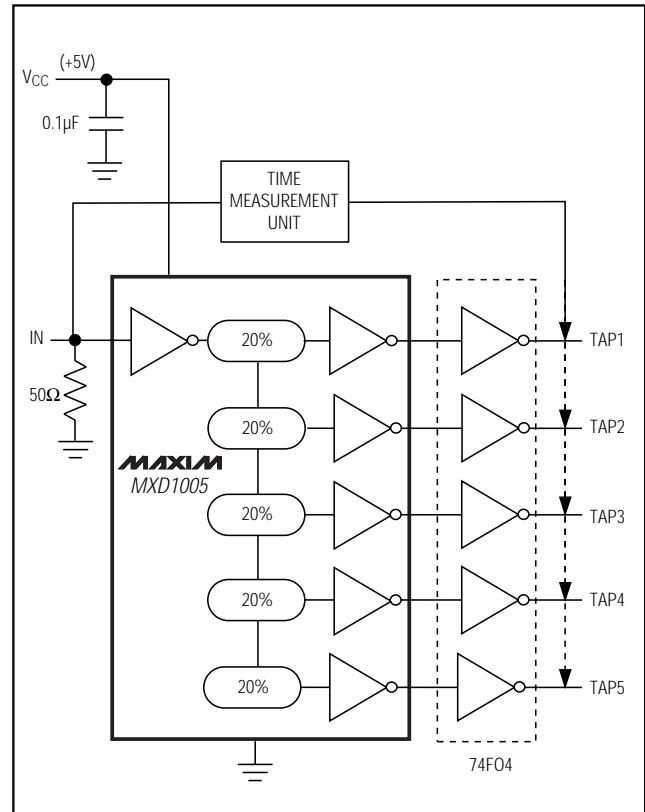 (+5V)
VCC
0.1µF
TIME
MEASUREMENT
UNIT
IN
20%
TAP1
50Ω
20%
TAP2
MAXIM
MXD1005
20%
TAP3
20%
TAP4
20%
TAP5
74FO4